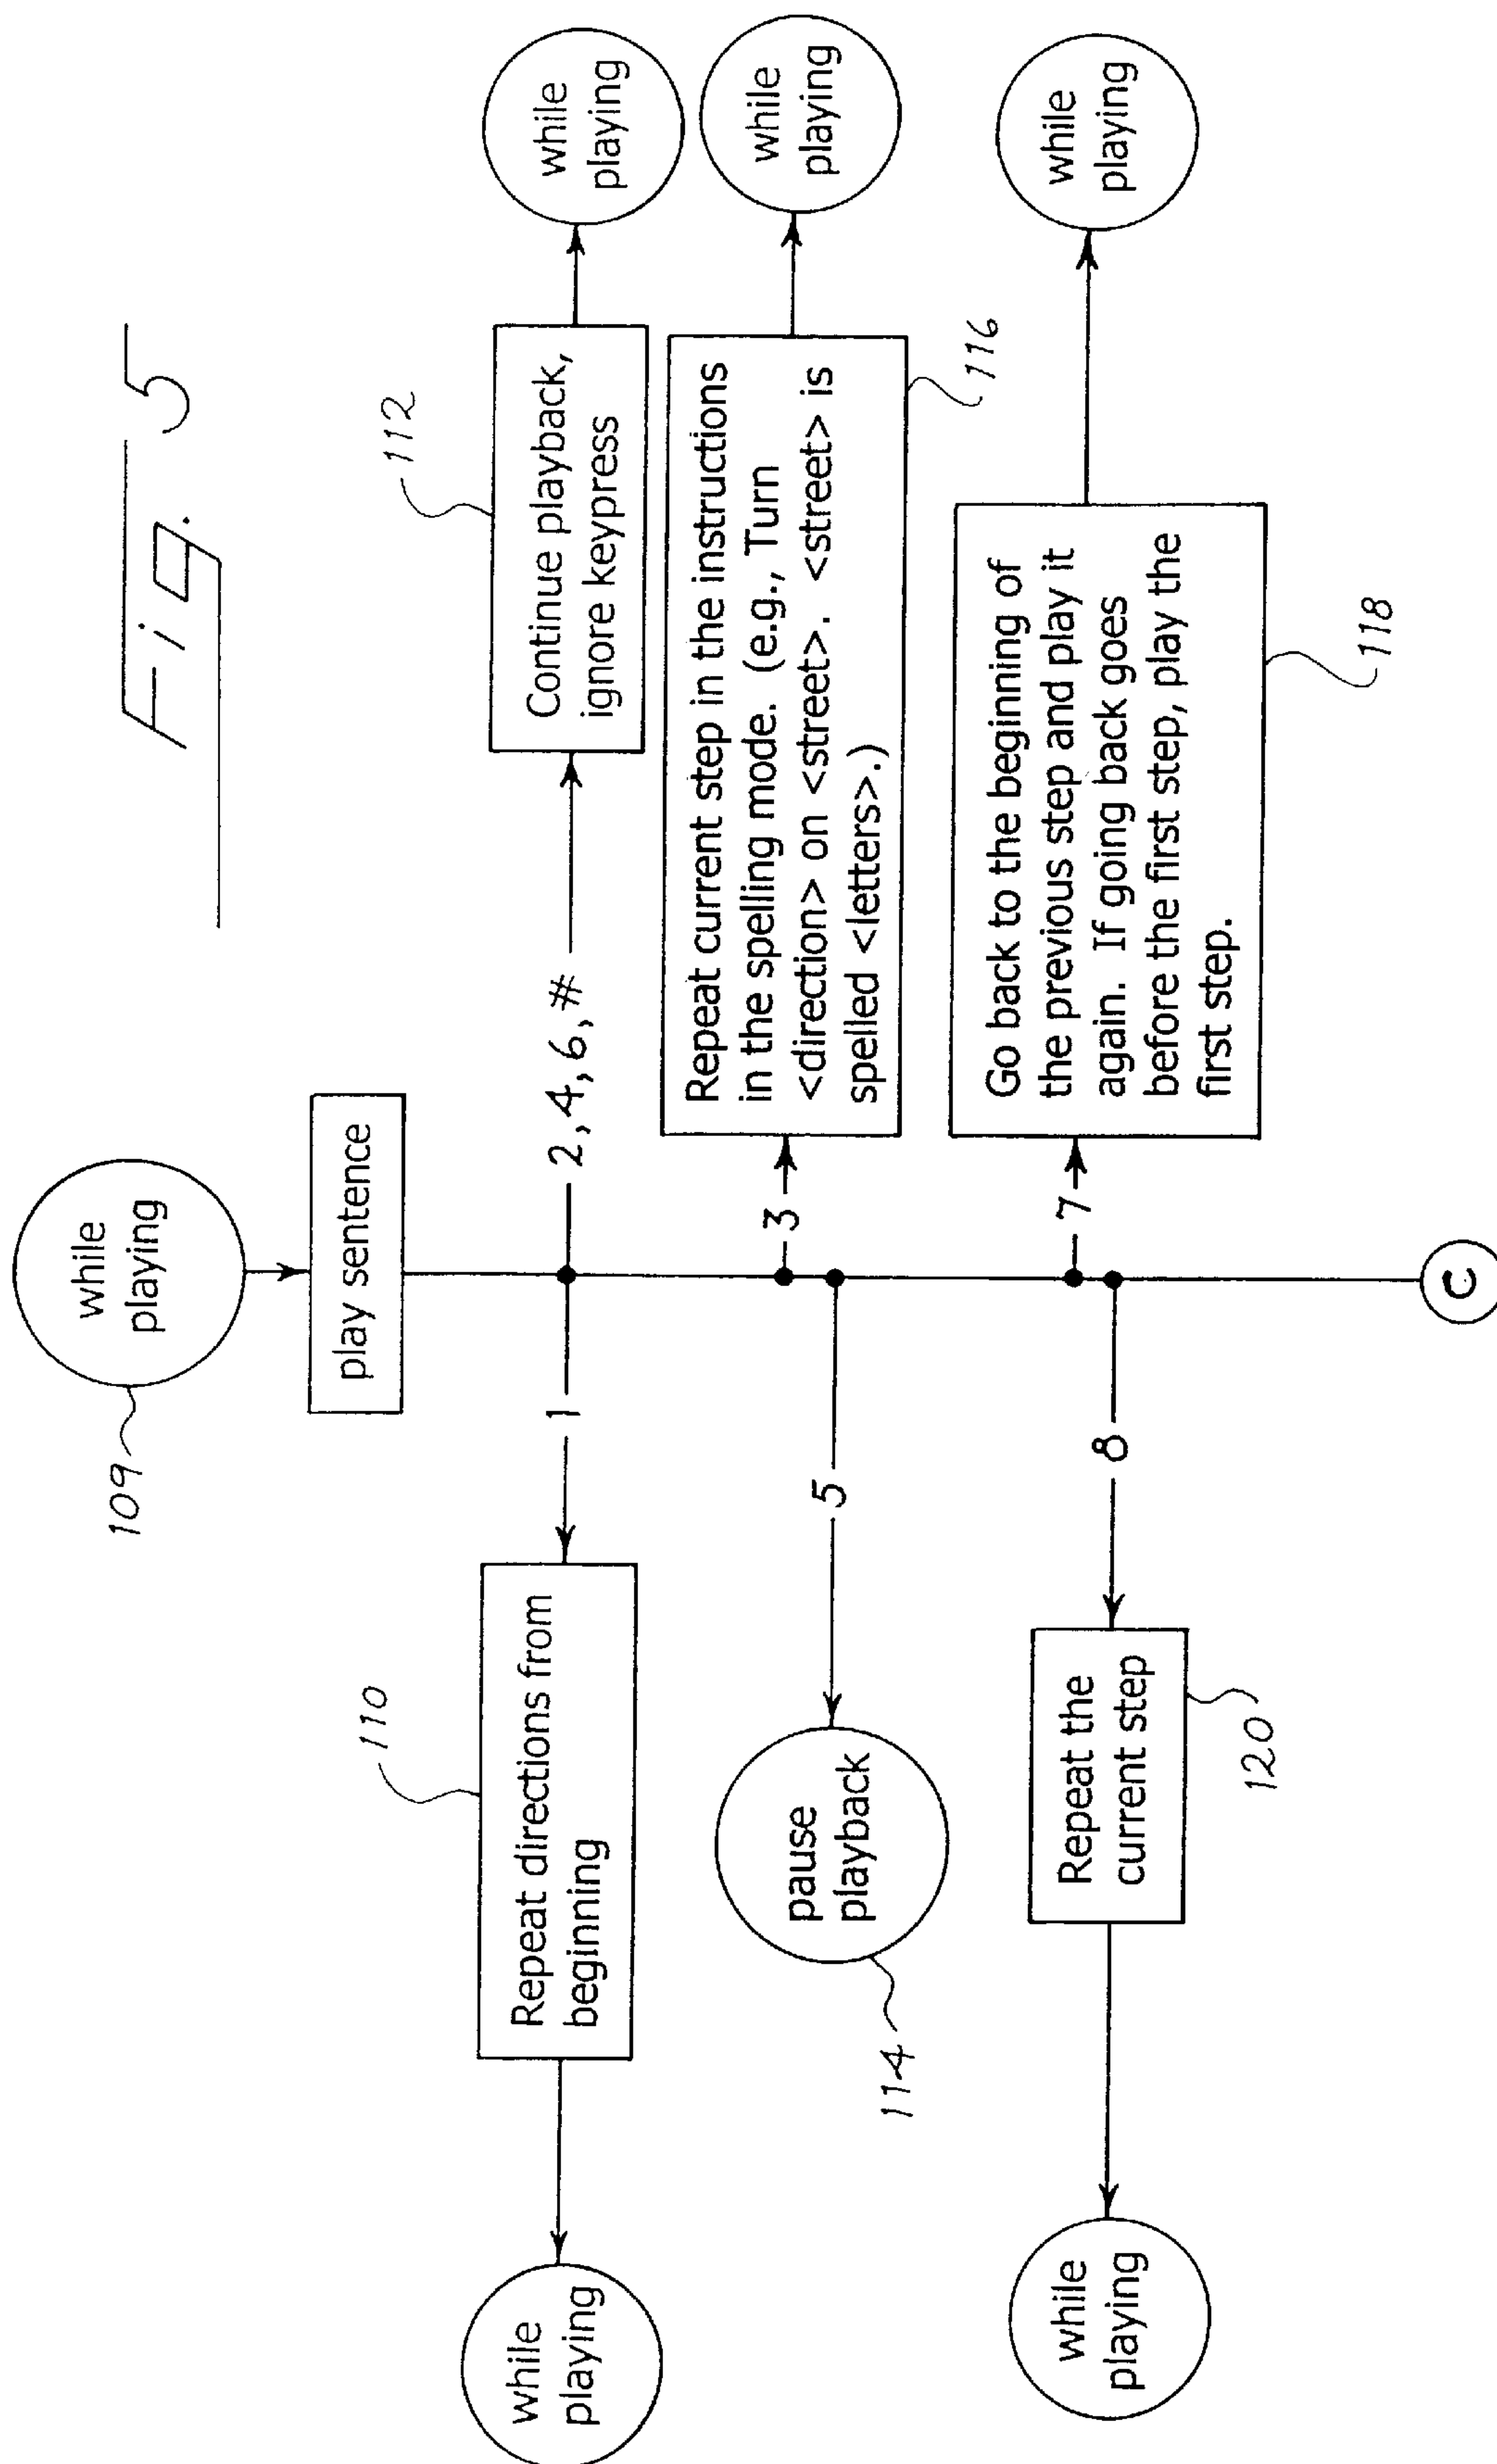 Fig. 5
while
playing
109
play sentence
1
2,4,6,#
110
Repeat directions from
beginning
while
playing
112
Continue playback,
ignore keypress
while
playing
3
Repeat current step in the instructions
in the spelling mode. (e.g., Turn
<direction> on <street>. <street> is
spelled <letters>.)
116
while
playing
5
pause
playback
114
7
Go back to the beginning of
the previous step and play it
again. If going back goes
before the first step, play the
first step.
118
while
playing
8
Repeat the
current step
120
while
playing
C